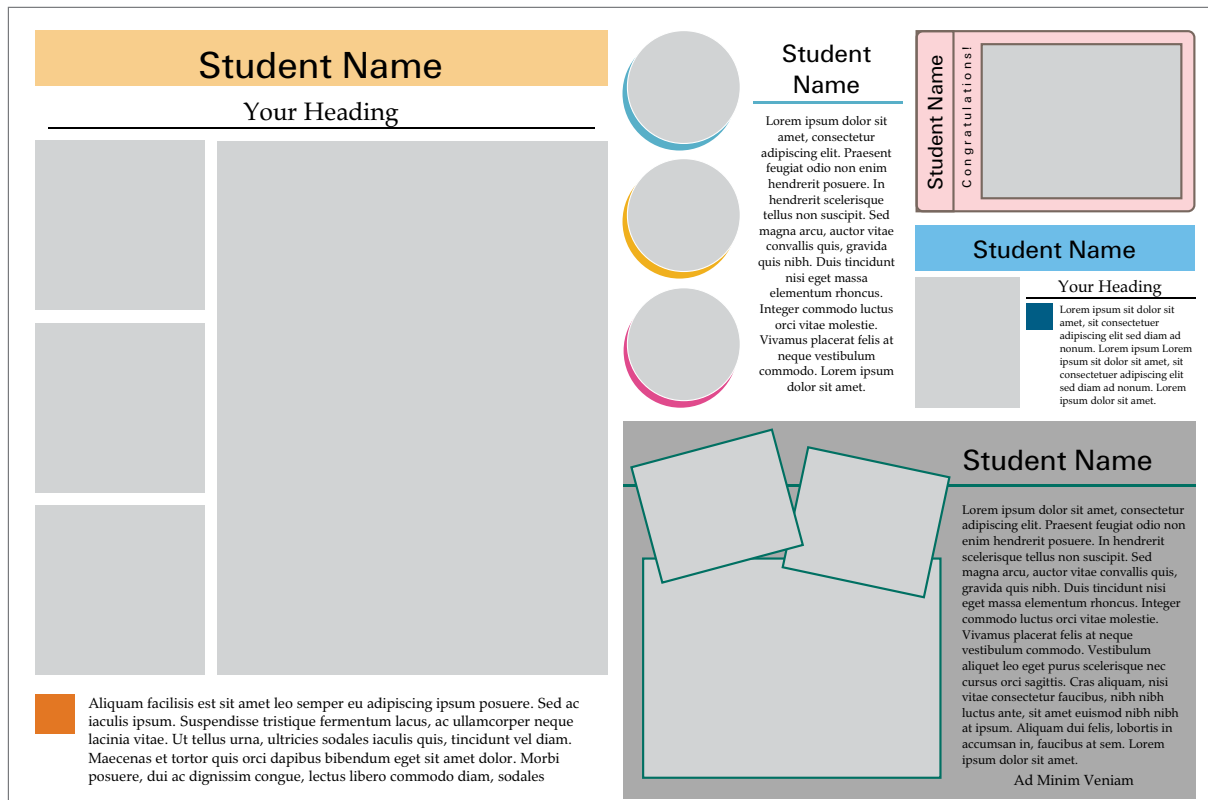 Student Name
Your Heading
Aliquam facilisis est sit amet leo semper eu adipiscing ipsum posuere. Sed ac
iaculis ipsum. Suspendisse tristique fermentum lacus, ac ullamcorper neque
lacinia vitae. Ut tellus urna, ultricies sodales iaculis quis, tincidunt vel diam.
Maecenas et tortor quis orci dapibus bibendum eget sit amet dolor. Morbi
posuere, dui ac dignissim congue, lectus libero commodo diam, sodales
Student
Name
Lorem ipsum dolor sit
amet, consectetur
adipiscing elit. Praesent
feugiat odio non enim
hendrerit posuere. In
hendrerit scelerisque
tellus non suscipit. Sed
magna arcu, auctor vitae
convallis quis, gravida
quis nibh. Duis tincidunt
nisi eget massa
elementum rhoncus.
Integer commodo luctus
orci vitae molestie.
Vivamus placerat felis at
neque vestibulum
commodo. Lorem ipsum
dolor sit amet.
Student Name
Congratulations!
Student Name
Your Heading
Lorem ipsum sit dolor sit
amet, sit consectetuer
adipiscing elit sed diam ad
nonum. Lorem ipsum Lorem
ipsum sit dolor sit amet, sit
consectetuer adipiscing elit
sed diam ad nonum. Lorem
ipsum dolor sit amet.
Student Name
Lorem ipsum dolor sit amet, consectetur
adipiscing elit. Praesent feugiat odio non
enim hendrerit posuere. In hendrerit
scelerisque tellus non suscipit. Sed
magna arcu, auctor vitae convallis quis,
gravida quis nibh. Duis tincidunt nisi
eget massa elementum rhoncus. Integer
commodo luctus orci vitae molestie.
Vivamus placerat felis at neque
vestibulum commodo. Vestibulum
aliquet leo eget purus scelerisque nec
cursus orci sagittis. Cras aliquam, nisi
vitae consectetur faucibus, nibh nibh
luctus ante, sit amet euismod nibh nibh
at ipsum. Aliquam dui felis, lobortis in
accumsan in, faucibus at sem. Lorem
ipsum dolor sit amet.
Ad Minim Veniam